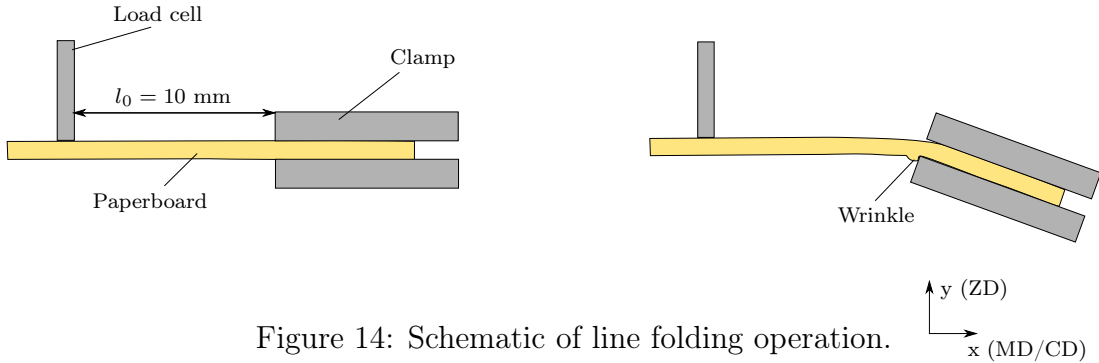 Load cell
Clamp
l₀ = 10 mm
Paperboard
Wrinkle
y (ZD)
x (MD/CD)
Figure 14: Schematic of line folding operation.